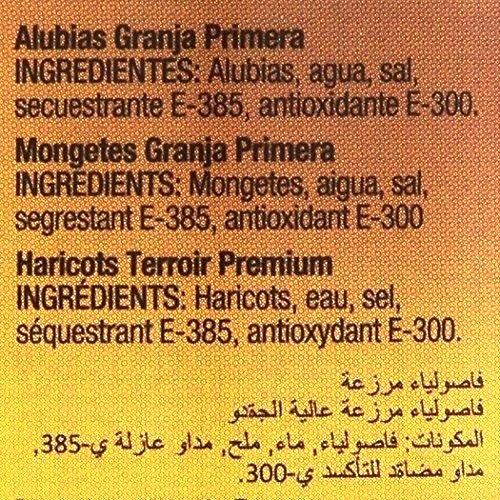 Alubias Granja Primera
INGREDIENTES: Alubias, agua, sal,
secuestrante E-385, antioxidante E-300.
Mongetes Granja Primera
INGREDIENTS: Mongetes, aigua, sal,
segrestant E-385, antioxidant E-300
Haricots Terroir Premium
INGRÉDIENTS: Haricots, eau, sel,
séquestrant E-385, antioxydant E-300.
فاصولياء مزرعة
فاصولياء مزرعة عالية الجةدو
المكونات: فاصولياء, ماء, ملح, مداو عازلة ي-385,
مداو مضاةد للتأكسد ي-300.